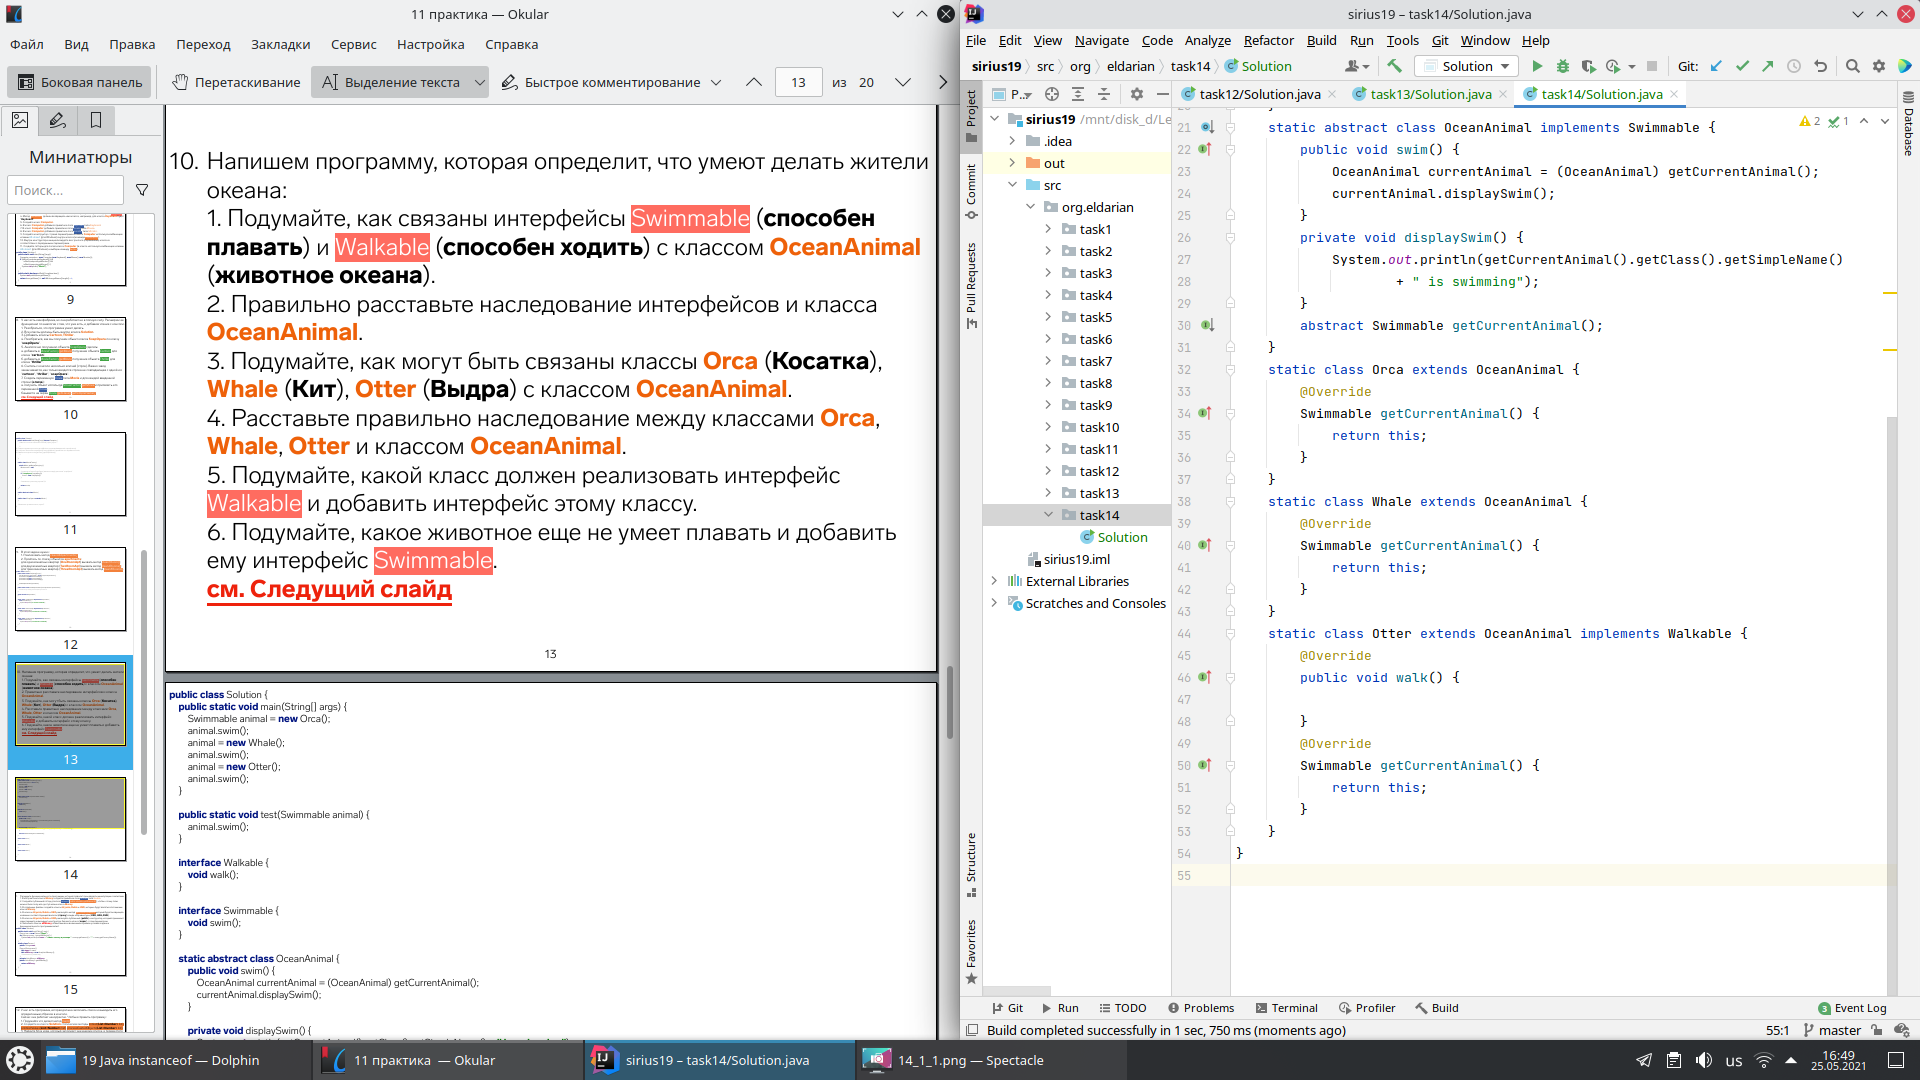 11 практика — Okular
Файл Вид Правка Переход Закладки Сервис Настройка Справка
Боковая панель Перетаскивание Выделение текста Быстрое комментирование 13 из 20
Миниатюры
Поиск...
9
10
11
12
13
14
15
10. Напишем программу, которая определит, что умеют делать жители
океана:
1. Подумайте, как связаны интерфейсы Swimmable (способен
плавать) и Walkable (способен ходить) с классом OceanAnimal
(животное океана).
2. Правильно расставьте наследование интерфейсов и класса
OceanAnimal.
3. Подумайте, как могут быть связаны классы Orca (Косатка),
Whale (Кит), Otter (Выдра) с классом OceanAnimal.
4. Расставьте правильно наследование между классами Orca,
Whale, Otter и классом OceanAnimal.
5. Подумайте, какой класс должен реализовать интерфейс
Walkable и добавить интерфейс этому классу.
6. Подумайте, какое животное еще не умеет плавать и добавить
ему интерфейс Swimmable.
см. Следущий слайд
13
public class Solution {
public static void main(String[] args) {
Swimmable animal = new Orca();
animal.swim();
animal = new Whale();
animal.swim();
animal = new Otter();
animal.swim();
}
public static void test(Swimmable animal) {
animal.swim();
}
interface Walkable {
void walk();
}
interface Swimmable {
void swim();
}
static abstract class OceanAnimal {
public void swim() {
OceanAnimal currentAnimal = (OceanAnimal) getCurrentAnimal();
currentAnimal.displaySwim();
}
private void displaySwim() {
sirius19 – task14/Solution.java
File Edit View Navigate Code Analyze Refactor Build Run Tools Git Window Help
sirius19 src org eldarian task14 Solution Solution Git:
P.. task12/Solution.java task13/Solution.java task14/Solution.java
Project
Commit
Pull Requests
Structure
Favorites
Database
sirius19 /mnt/disk_d/Le
.idea
out
src
org.eldarian
task1
task2
task3
task4
task5
task6
task7
task8
task9
task10
task11
task12
task13
task14
Solution
sirius19.iml
External Libraries
Scratches and Consoles
2 1
21 static abstract class OceanAnimal implements Swimmable {
22 public void swim() {
23 OceanAnimal currentAnimal = (OceanAnimal) getCurrentAnimal();
24 currentAnimal.displaySwim();
25 }
26 private void displaySwim() {
27 System.out.println(getCurrentAnimal().getClass().getSimpleName()
28 + " is swimming");
29 }
30 abstract Swimmable getCurrentAnimal();
31 }
32 static class Orca extends OceanAnimal {
33 @Override
34 Swimmable getCurrentAnimal() {
35 return this;
36 }
37 }
38 static class Whale extends OceanAnimal {
39 @Override
40 Swimmable getCurrentAnimal() {
41 return this;
42 }
43 }
44 static class Otter extends OceanAnimal implements Walkable {
45 @Override
46 public void walk() {
47
48 }
49 @Override
50 Swimmable getCurrentAnimal() {
51 return this;
52 }
53 }
54 }
55
Git Run TODO Problems Terminal Profiler Build 3 Event Log
Build completed successfully in 1 sec, 750 ms (moments ago) 55:1 master
19 Java instanceof — Dolphin 11 практика — Okular sirius19 – task14/Solution.java 14_1_1.png — Spectacle us 16:49
25.05.2021